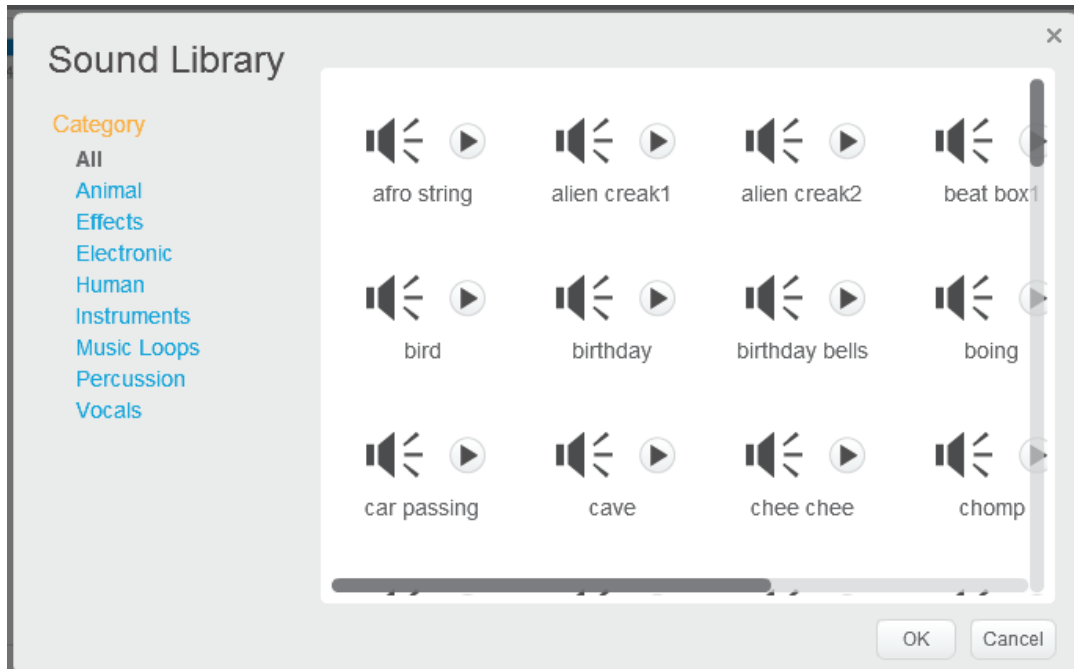 Sound Library
Category
All
Animal
Effects
Electronic
Human
Instruments
Music Loops
Percussion
Vocals
afro string alien creak1 alien creak2 beat box1
bird birthday birthday bells boing
car passing cave chee chee chomp
OK Cancel